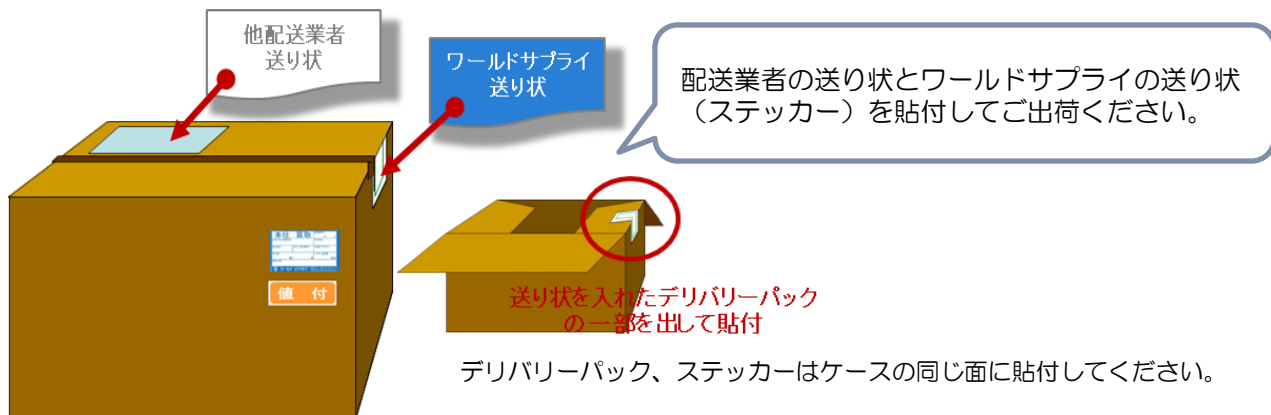 他配送業者
送り状
ワールドサプライ
送り状
配送業者の送り状とワールドサプライの送り状
（ステッカー）を貼付してご出荷ください。
本仕 買取
値 付
送り状を入れたデリバリーパック
の一部を出して貼付
デリバリーパック、ステッカーはケースの同じ面に貼付してください。